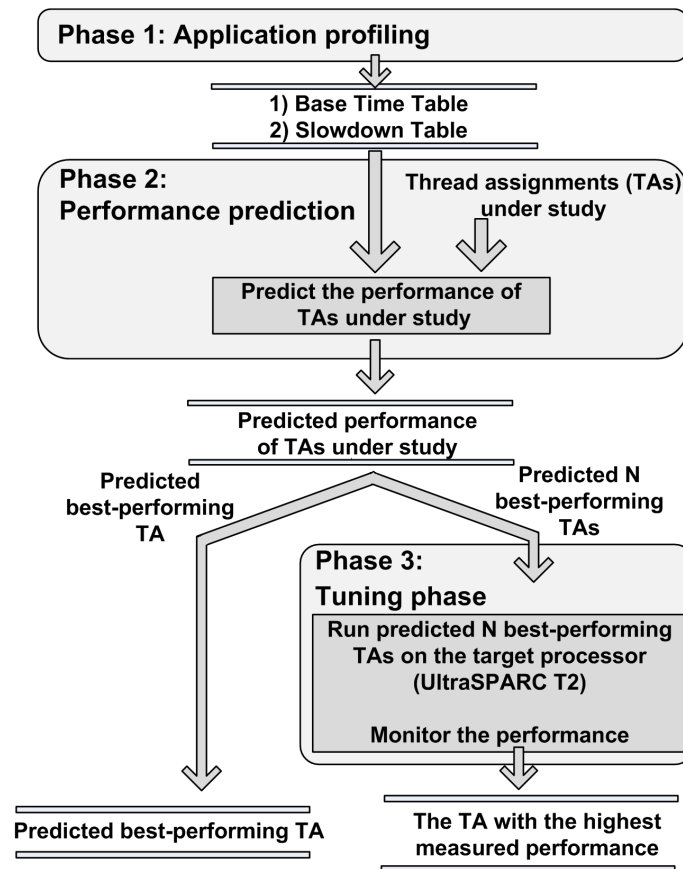 Phase 1: Application profiling
1) Base Time Table
2) Slowdown Table
Phase 2:
Performance prediction
Thread assignments (TAs)
under study
Predict the performance of
TAs under study
Predicted performance
of TAs under study
Predicted
best-performing
TA
Predicted N
best-performing
TAs
Phase 3:
Tuning phase
Run predicted N best-performing
TAs on the target processor
(UltraSPARC T2)
Monitor the performance
Predicted best-performing TA
The TA with the highest
measured performance